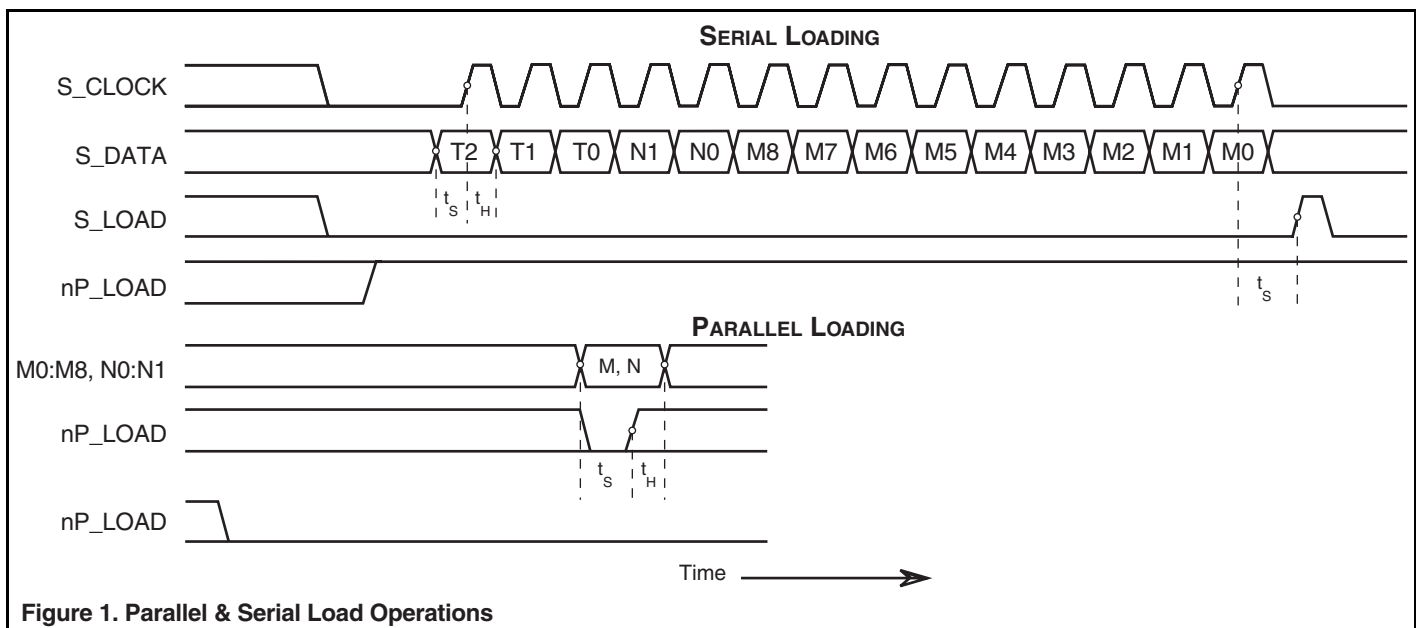 SERIAL LOADING
S_CLOCK
S_DATA
T2 T1 T0 N1 N0 M8 M7 M6 M5 M4 M3 M2 M1 M0
tS tH
S_LOAD
nP_LOAD
tS
PARALLEL LOADING
M0:M8, N0:N1
M, N
nP_LOAD
tS tH
nP_LOAD
Time
Figure 1. Parallel & Serial Load Operations